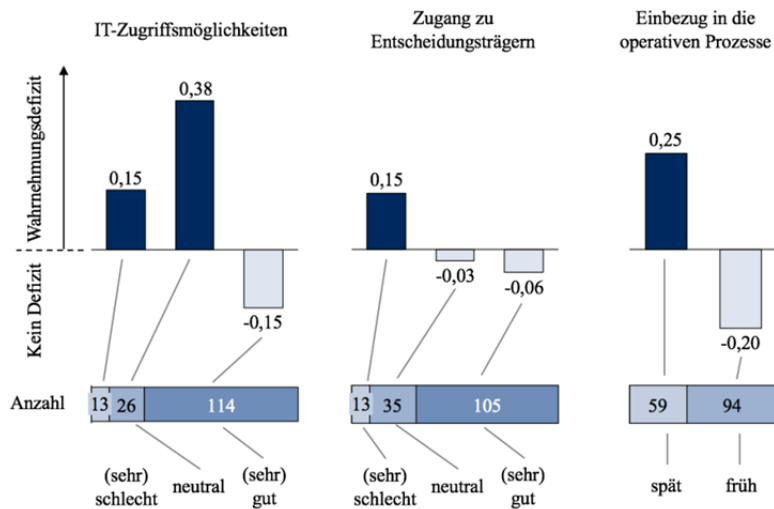 IT-Zugriffsmöglichkeiten
Zugang zu
Entscheidungsträgern
Einbezug in die
operativen Prozesse
Wahrnehmungsdefizit
Kein Defizit
0,15
0,38
-0,15
0,15
-0,03
-0,06
0,25
-0,20
Anzahl
13 26 114
13 35 105
59 94
(sehr)
schlecht
neutral
(sehr)
gut
(sehr)
schlecht
neutral
(sehr)
gut
spät
früh